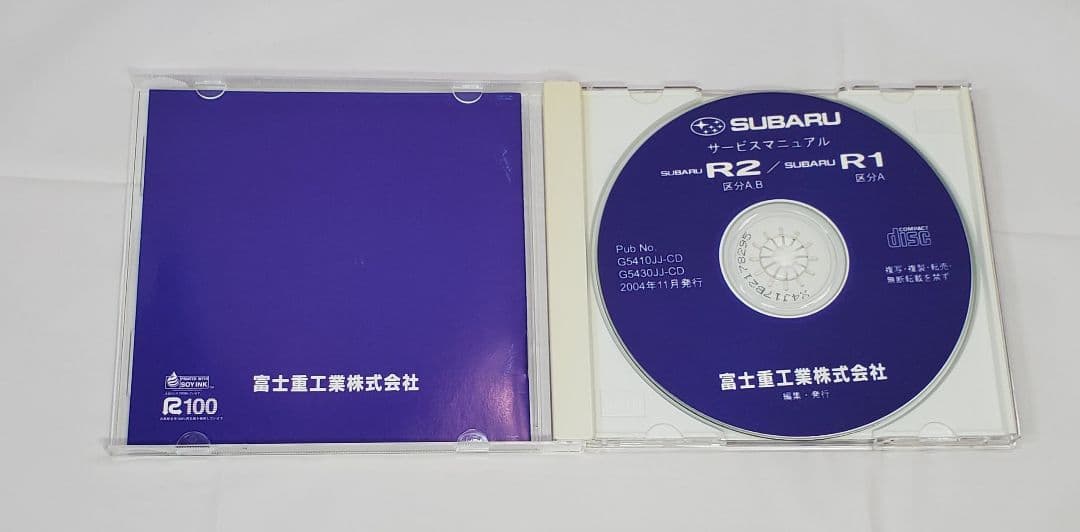 PRINTED WITH
SOY INK
R100
富士重工業株式会社
SUBARU
サービスマニュアル
SUBARU R2 / SUBARU R1
区分A,B 区分A
Pub No.
G5410JJ-CD
G5430JJ-CD
2004年11月発行
COMPACT
disc
複写・複製・転売・
無断転載を禁ず
富士重工業株式会社
編集・発行